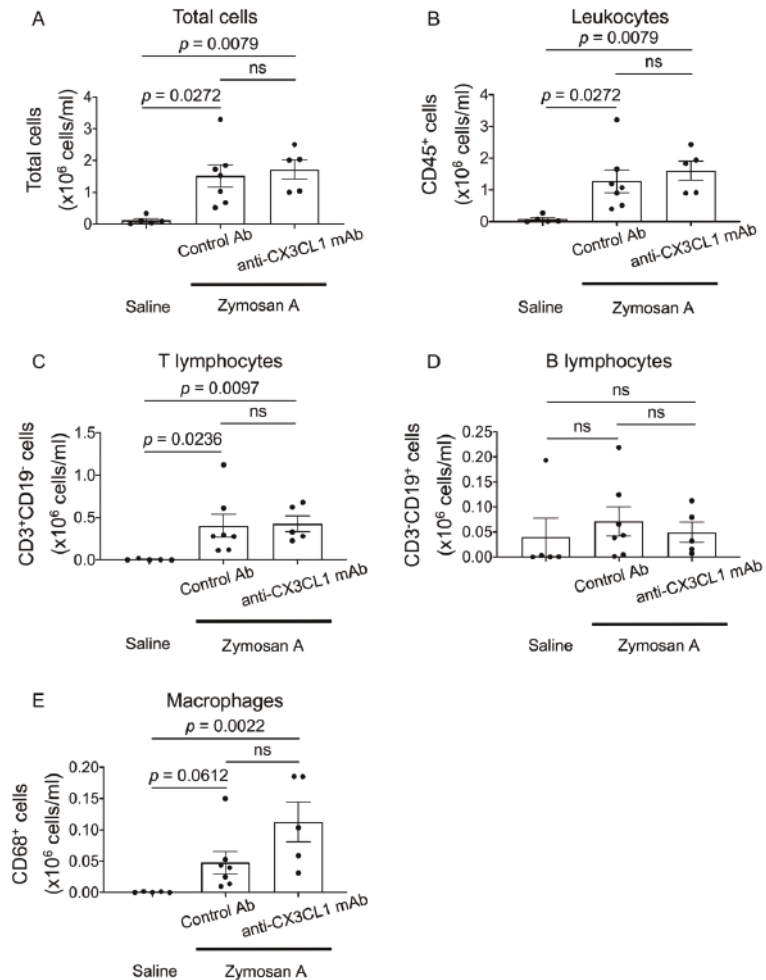 A
Total cells
p = 0.0079
ns
p = 0.0272
Total cells
(x10⁶ cells/ml)
4
3
2
1
0
Control Ab
anti-CX3CL1 mAb
Saline
Zymosan A
B
Leukocytes
p = 0.0079
ns
p = 0.0272
CD45⁺ cells
(x10⁶ cells/ml)
4
3
2
1
0
Control Ab
anti-CX3CL1 mAb
Saline
Zymosan A
C
T lymphocytes
p = 0.0097
ns
p = 0.0236
CD3⁺CD19⁻ cells
(x10⁶ cells/ml)
1.5
1.0
0.5
0.0
Control Ab
anti-CX3CL1 mAb
Saline
Zymosan A
D
B lymphocytes
ns
ns
ns
CD3⁻CD19⁺ cells
(x10⁶ cells/ml)
0.25
0.20
0.15
0.10
0.05
0.00
Control Ab
anti-CX3CL1 mAb
Saline
Zymosan A
E
Macrophages
p = 0.0022
ns
p = 0.0612
CD68⁺ cells
(x10⁶ cells/ml)
0.20
0.15
0.10
0.05
0.00
Control Ab
anti-CX3CL1 mAb
Saline
Zymosan A